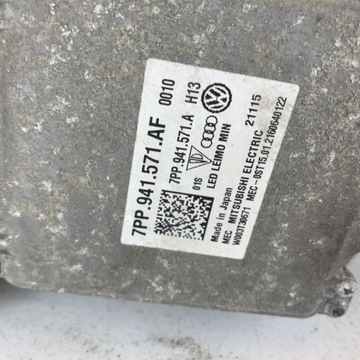 7PP.941.571.AF 0010
7PP.941.571.A H13
01S
LED LEIMO MIN
Made in Japan
MEC MITSUBISHI ELECTRIC 21115
W003T30671 MEC-0ST15.01.2160640122